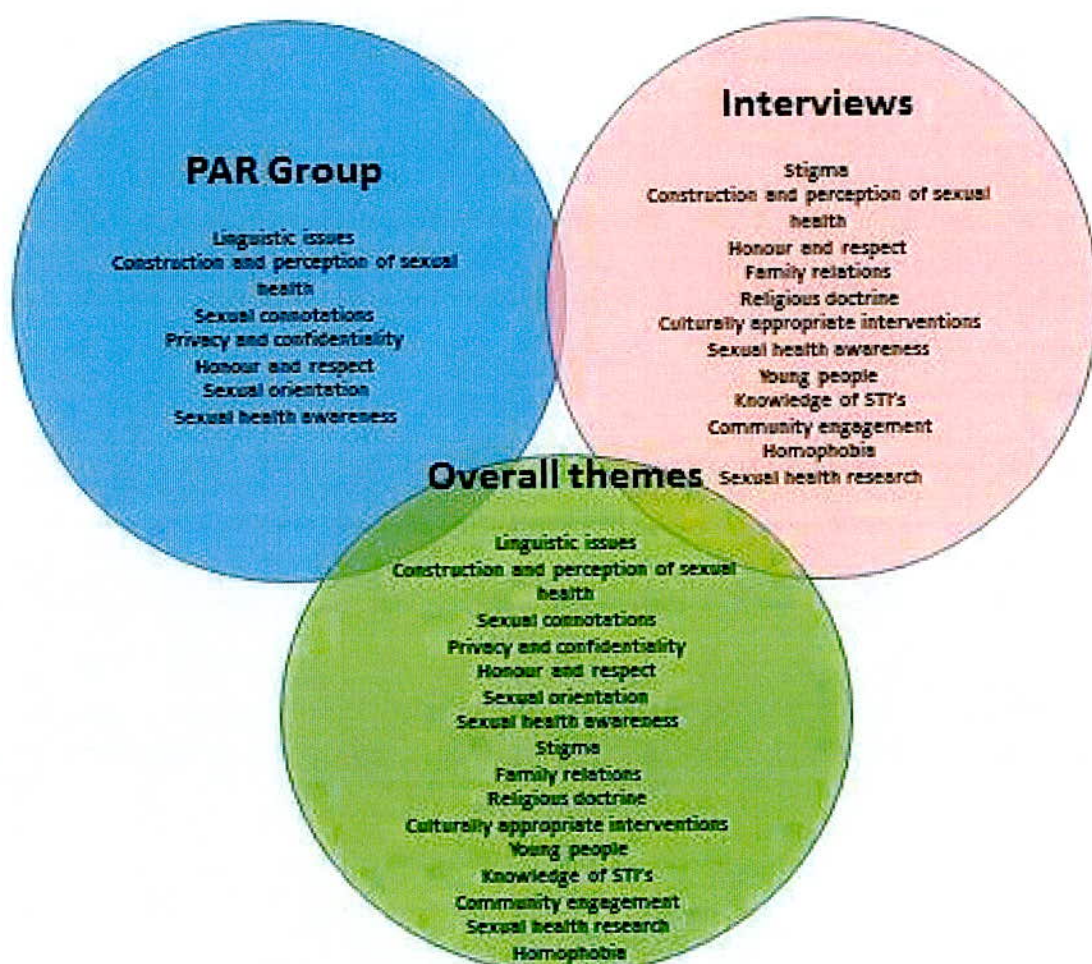 PAR Group
Linguistic issues
Construction and perception of sexual
health
Sexual connotations
Privacy and confidentiality
Honour and respect
Sexual orientation
Sexual health awareness
Interviews
Stigma
Construction and perception of sexual
health
Honour and respect
Family relations
Religious doctrine
Culturally appropriate interventions
Sexual health awareness
Young people
Knowledge of STI's
Community engagement
Homophobia
Sexual health research
Overall themes
Linguistic issues
Construction and perception of sexual
health
Sexual connotations
Privacy and confidentiality
Honour and respect
Sexual orientation
Sexual health awareness
Stigma
Family relations
Religious doctrine
Culturally appropriate interventions
Young people
Knowledge of STI's
Community engagement
Sexual health research
Homophobia